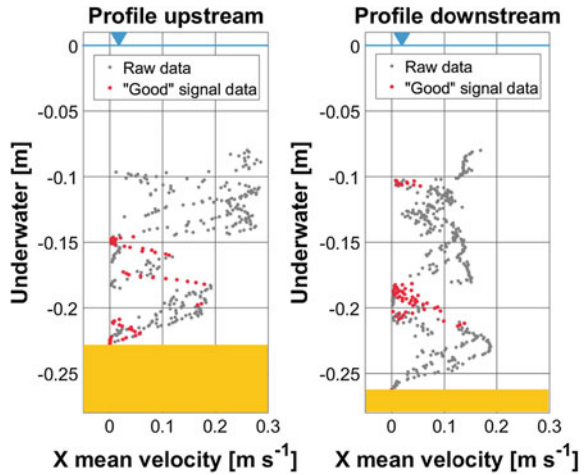 Profile upstream
0
Raw data
"Good" signal data
-0.05
-0.1
-0.15
-0.2
-0.25
Underwater [m]
0 0.1 0.2 0.3
X mean velocity [m s⁻¹]
Profile downstream
0
Raw data
"Good" signal data
-0.05
-0.1
-0.15
-0.2
-0.25
Underwater [m]
0 0.1 0.2 0.3
X mean velocity [m s⁻¹]